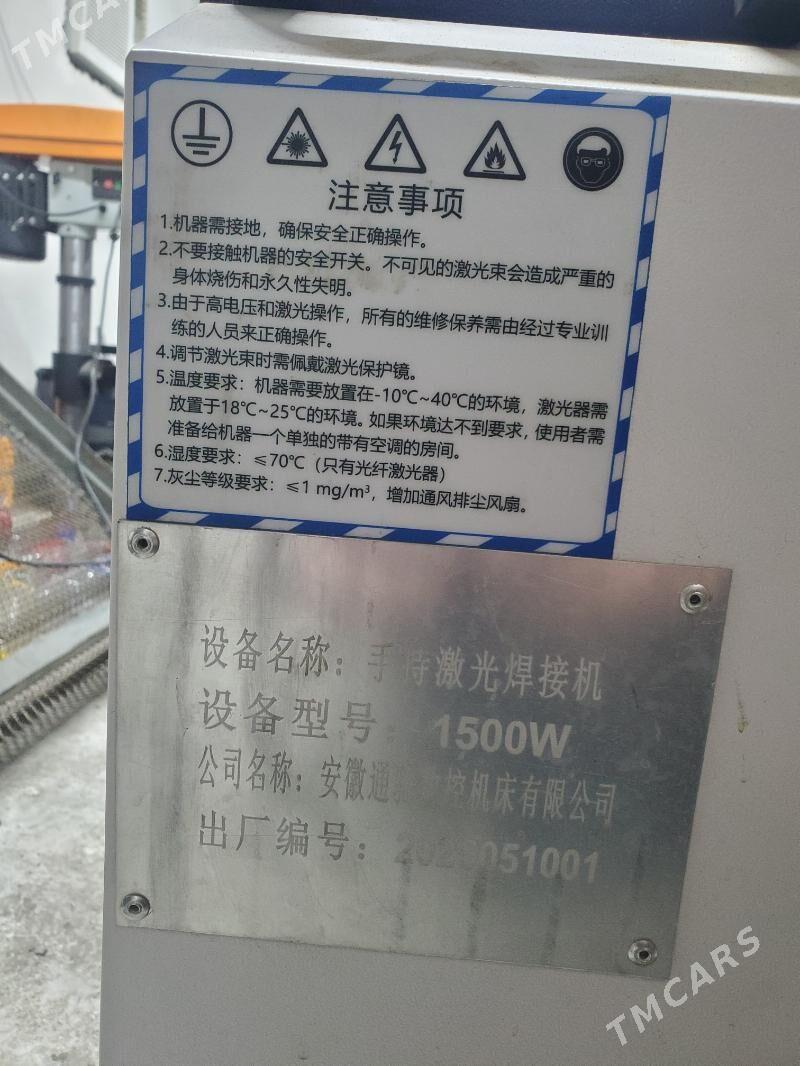 TMCARS
注意事项
1.机器需接地，确保安全正确操作。
2.不要接触机器的安全开关。不可见的激光束会造成严重的
身体烧伤和永久性失明。
3.由于高电压和激光操作，所有的维修保养需由经过专业训
练的人员来正确操作。
4.调节激光束时需佩戴激光保护镜。
5.温度要求：机器需要放置在-10℃~40℃的环境，激光器需
放置于18℃~25℃的环境。如果环境达不到要求，使用者需
准备给机器一个单独的带有空调的房间。
6.湿度要求：≤70℃（只有光纤激光器）
7.灰尘等级要求：≤1 mg/m³，增加通风排尘风扇。
设备名称：手持激光焊接机
设备型号：1500W
公司名称：安徽通 控机床有限公司
出厂编号：
TMCARS